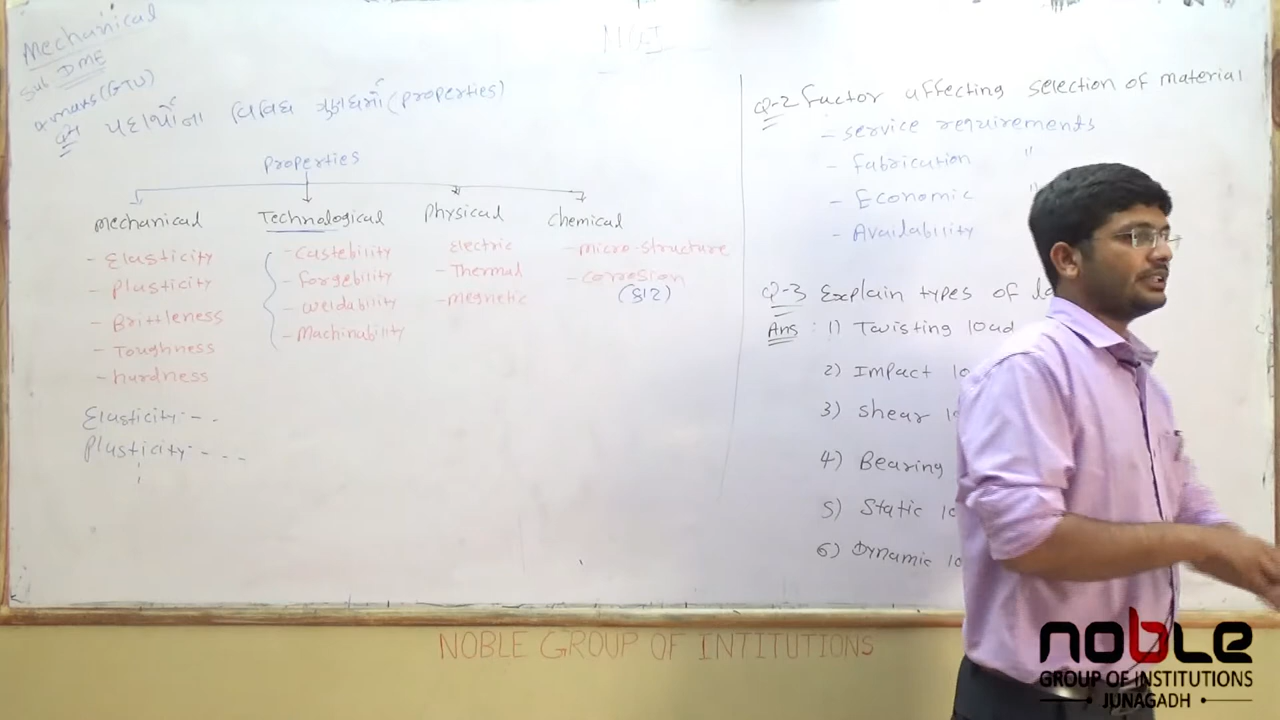 Mechanical
Sub DME
4 marks (GTU)
પદાર્થોના વિવિધ ગુણધર્મો (properties)
Properties
Mechanical Technological Physical Chemical
- Elasticity
- Plasticity
- Brittleness
- Toughness
- hardness
- Castebility
- forgebility
- weldability
- Machinability
Electric
- Thermal
- Megnetic
- micro-structure
- corrosion
(કાટ)
Elasticity:- - .
Plasticity:- - - -
Q-2 Factor affecting selection of material
- service requirements
- Fabrication "
- Economic "
- Availability
Q-3 Explain types of
Ans : 1) Twisting load
2) Impact
3) Shear
4) Bearing
5) Static
6) Dynamic
NOBLE GROUP OF INTITUTIONS
noble
GROUP OF INSTITUTIONS
JUNAGADH